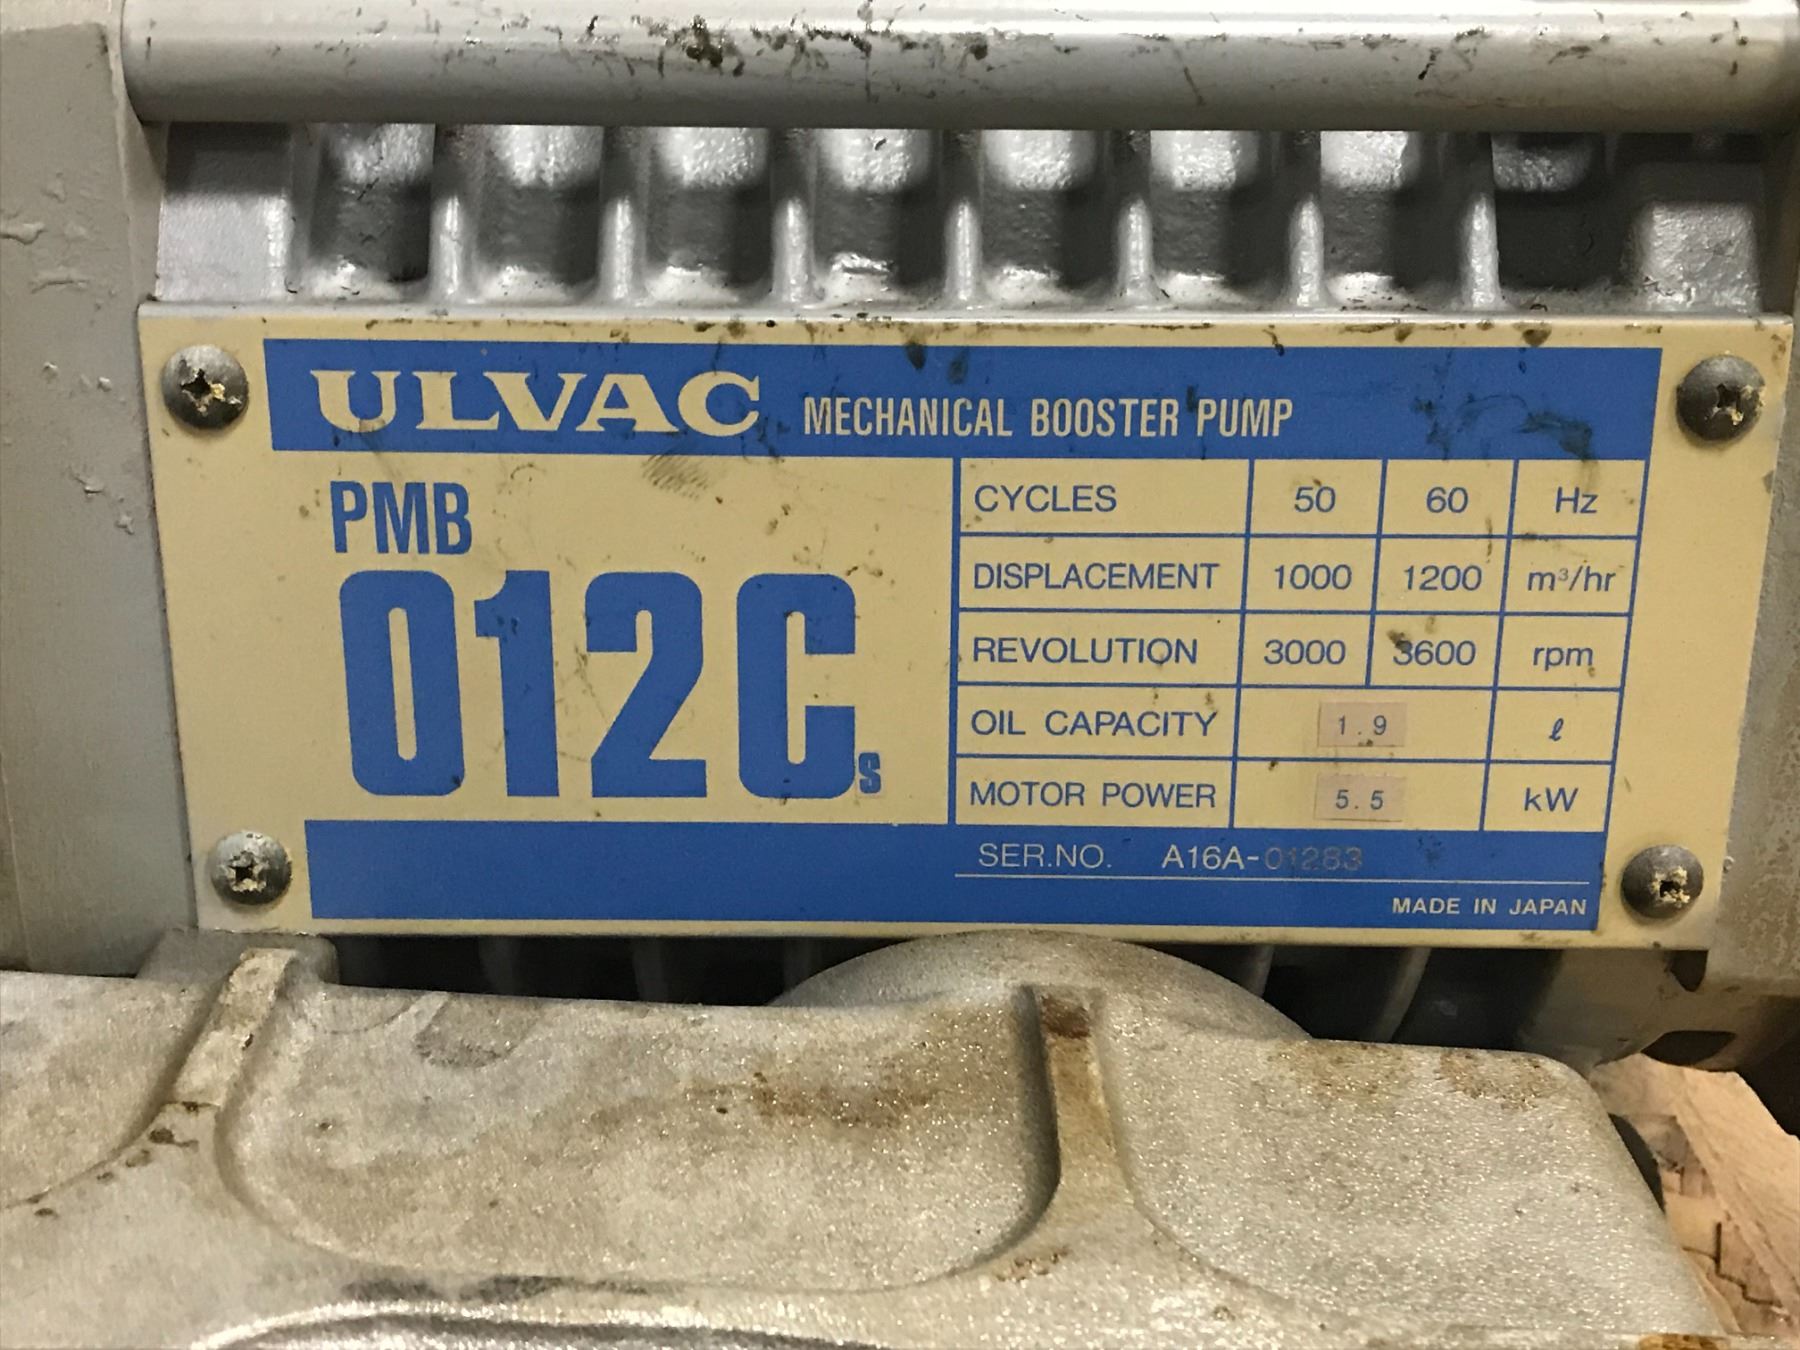 ULVAC MECHANICAL BOOSTER PUMP
PMB
012Cs
CYCLES 50 60 Hz
DISPLACEMENT 1000 1200 m³/hr
REVOLUTION 3000 3600 rpm
OIL CAPACITY 1.9 ℓ
MOTOR POWER 5.5 kW
SER.NO. A16A-01283
MADE IN JAPAN